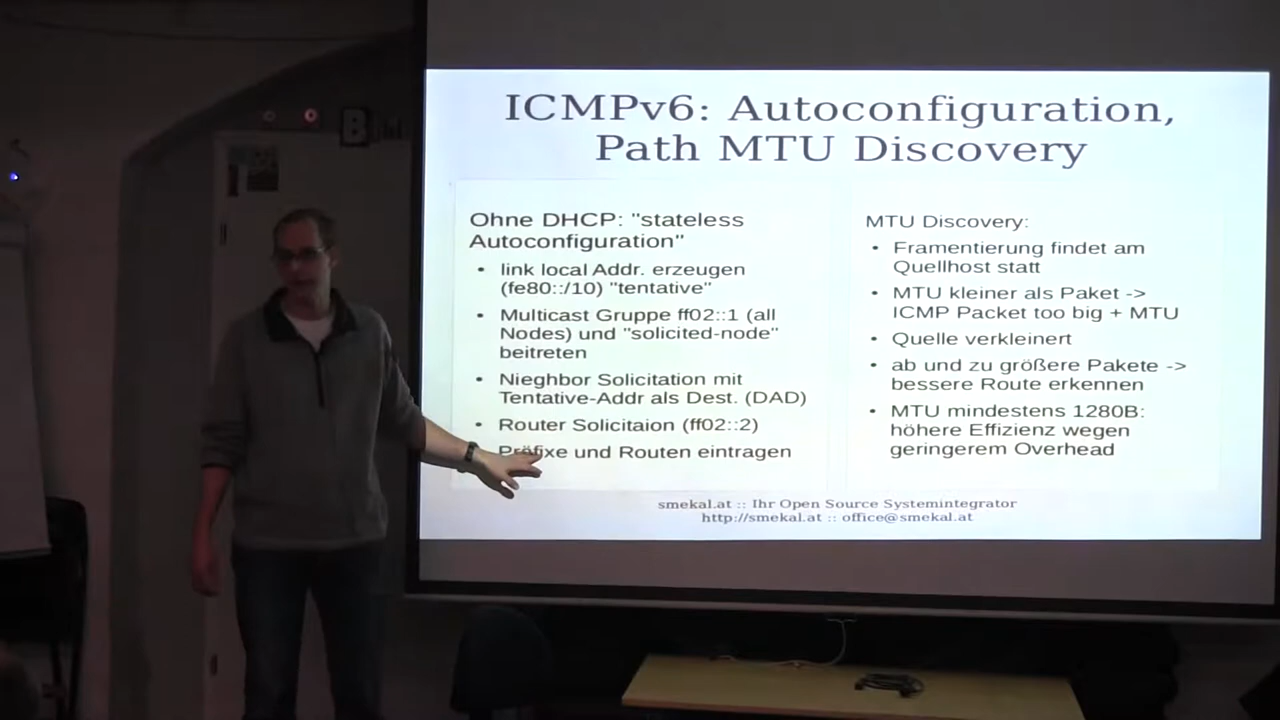 ICMPv6: Autoconfiguration,
Path MTU Discovery
Ohne DHCP: "stateless
Autoconfiguration"
• link local Addr. erzeugen
(fe80::/10) "tentative"
• Multicast Gruppe ff02::1 (all
Nodes) und "solicited-node"
beitreten
• Nieghbor Solicitation mit
Tentative-Addr als Dest. (DAD)
• Router Solicitaion (ff02::2)
Präfixe und Routen eintragen
MTU Discovery:
• Framentierung findet am
Quellhost statt
• MTU kleiner als Paket ->
ICMP Packet too big + MTU
• Quelle verkleinert
• ab und zu größere Pakete ->
bessere Route erkennen
• MTU mindestens 1280B:
höhere Effizienz wegen
geringerem Overhead
smekal.at :: Ihr Open Source Systemintegrator
http://smekal.at :: office@smekal.at